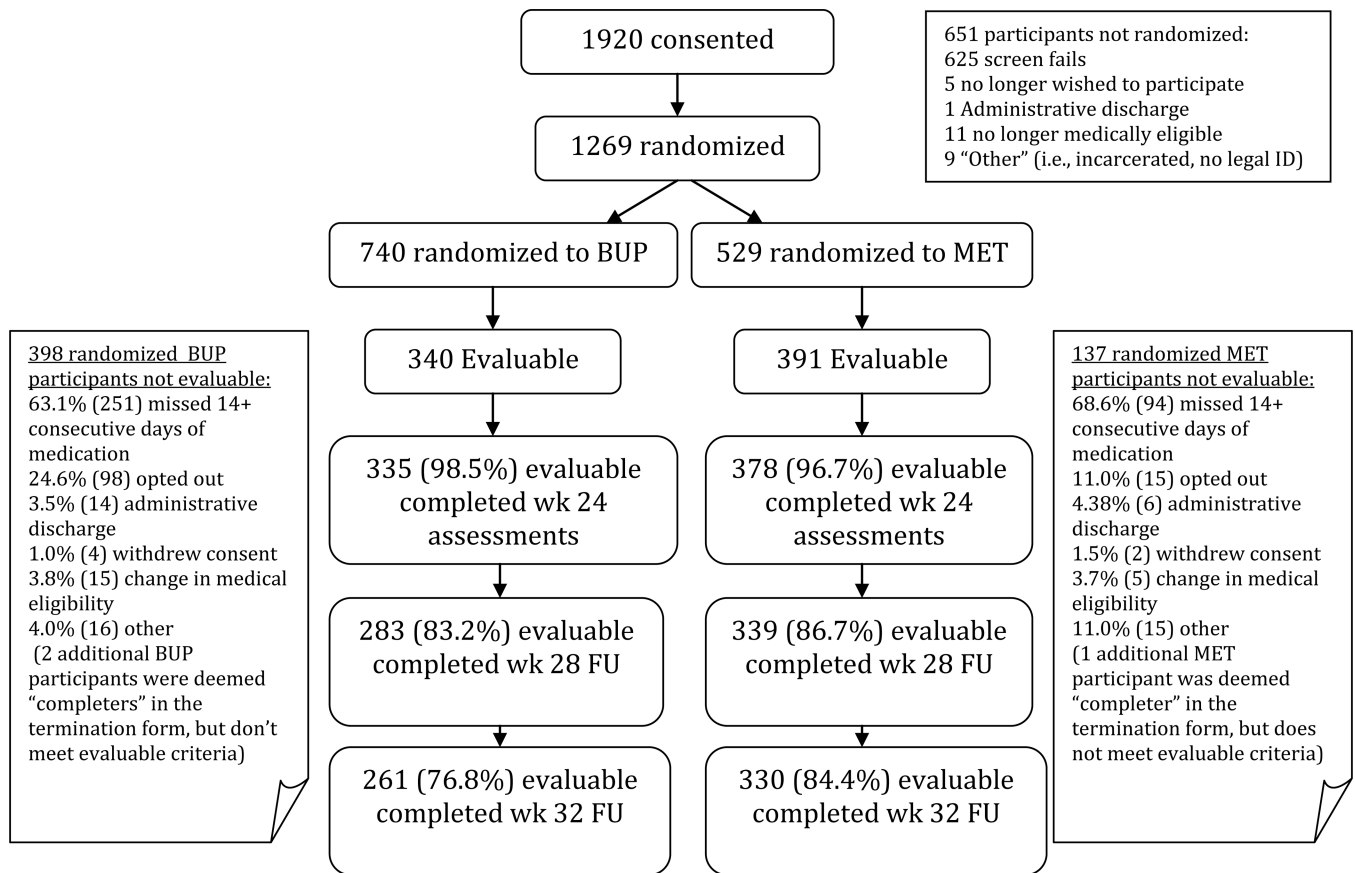 1920 consented
651 participants not randomized:
625 screen fails
5 no longer wished to participate
1 Administrative discharge
11 no longer medically eligible
9 “Other” (i.e., incarcerated, no legal ID)
1269 randomized
740 randomized to BUP
529 randomized to MET
340 Evaluable
391 Evaluable
398 randomized  BUP
participants not evaluable:
63.1% (251) missed 14+
consecutive days of
medication
24.6% (98) opted out
3.5% (14) administrative
discharge
1.0% (4) withdrew consent
3.8% (15) change in medical
eligibility
4.0% (16) other
(2 additional BUP
participants were deemed
“completers” in the
termination form, but don’t
meet evaluable criteria)
335 (98.5%) evaluable
completed wk 24
assessments
378 (96.7%) evaluable
completed wk 24
assessments
283 (83.2%) evaluable
completed wk 28 FU
339 (86.7%) evaluable
completed wk 28 FU
261 (76.8%) evaluable
completed wk 32 FU
330 (84.4%) evaluable
completed wk 32 FU
137 randomized MET
participants not evaluable:
68.6% (94) missed 14+
consecutive days of
medication
11.0% (15) opted out
4.38% (6) administrative
discharge
1.5% (2) withdrew consent
3.7% (5) change in medical
eligibility
11.0% (15) other
(1 additional MET
participant was deemed
“completer” in the
termination form, but does
not meet evaluable criteria)